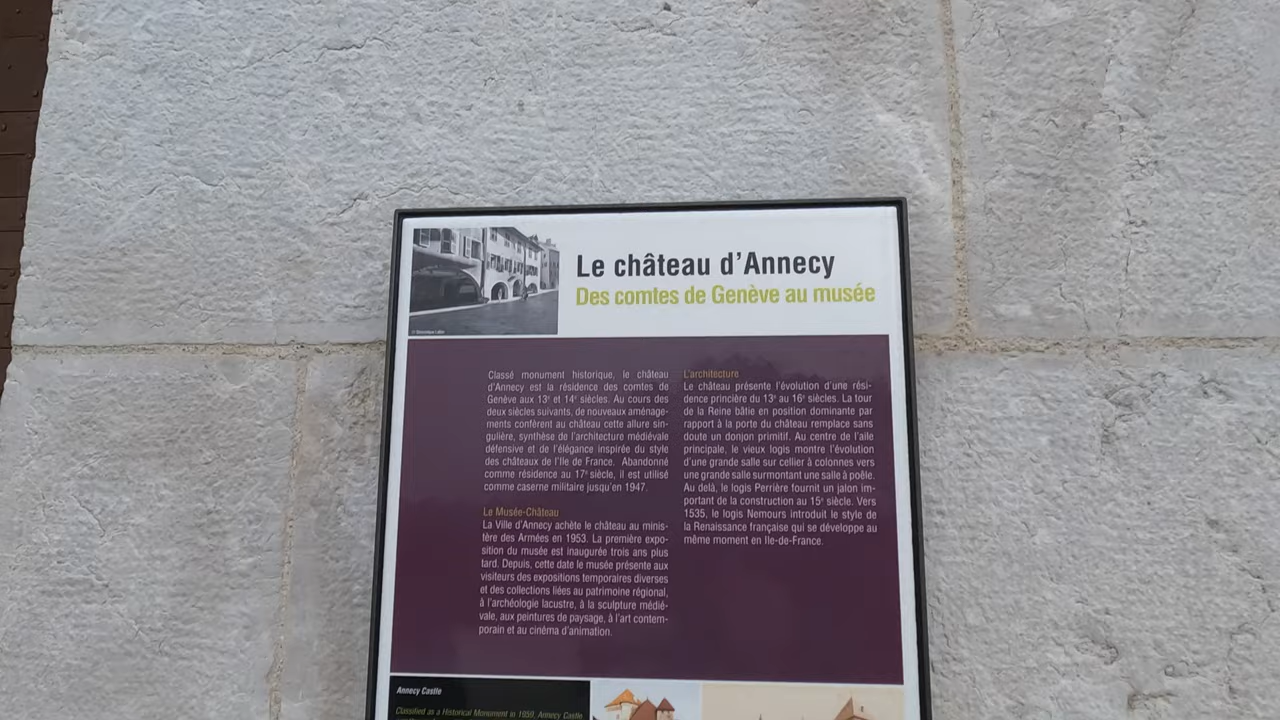 Le château d'Annecy
Des comtes de Genève au musée
Classé monument historique, le château
d'Annecy est la résidence des comtes de
Genève aux 13e et 14e siècles. Au cours des
deux siècles suivants, de nouveaux aménage-
ments confèrent au château cette allure sin-
gulière, synthèse de l'architecture médiévale
défensive et de l'élégance inspirée du style
des châteaux de l'Ile de France. Abandonné
comme résidence au 17e siècle, il est utilisé
comme caserne militaire jusqu'en 1947.
Le Musée-Château
La Ville d'Annecy achète le château au minis-
tère des Armées en 1953. La première expo-
sition du musée est inaugurée trois ans plus
tard. Depuis, cette date le musée présente aux
visiteurs des expositions temporaires diverses
et des collections liées au patrimoine régional,
à l'archéologie lacustre, à la sculpture médié-
vale, aux peintures de paysage, à l'art contem-
porain et au cinéma d'animation.
L'architecture
Le château présente l'évolution d'une rési-
dence princière du 13e au 16e siècles. La tour
de la Reine bâtie en position dominante par
rapport à la porte du château remplace sans
doute un donjon primitif. Au centre de l'aile
principale, le vieux logis montre l'évolution
d'une grande salle sur cellier à colonnes vers
une grande salle surmontant une salle à poêle.
Au delà, le logis Perrière fournit un jalon im-
portant de la construction au 15e siècle. Vers
1535, le logis Nemours introduit le style de
la Renaissance française qui se développe au
même moment en Ile-de-France.
Annecy Castle
Classified as a Historical Monument in 1959, Annecy Castle